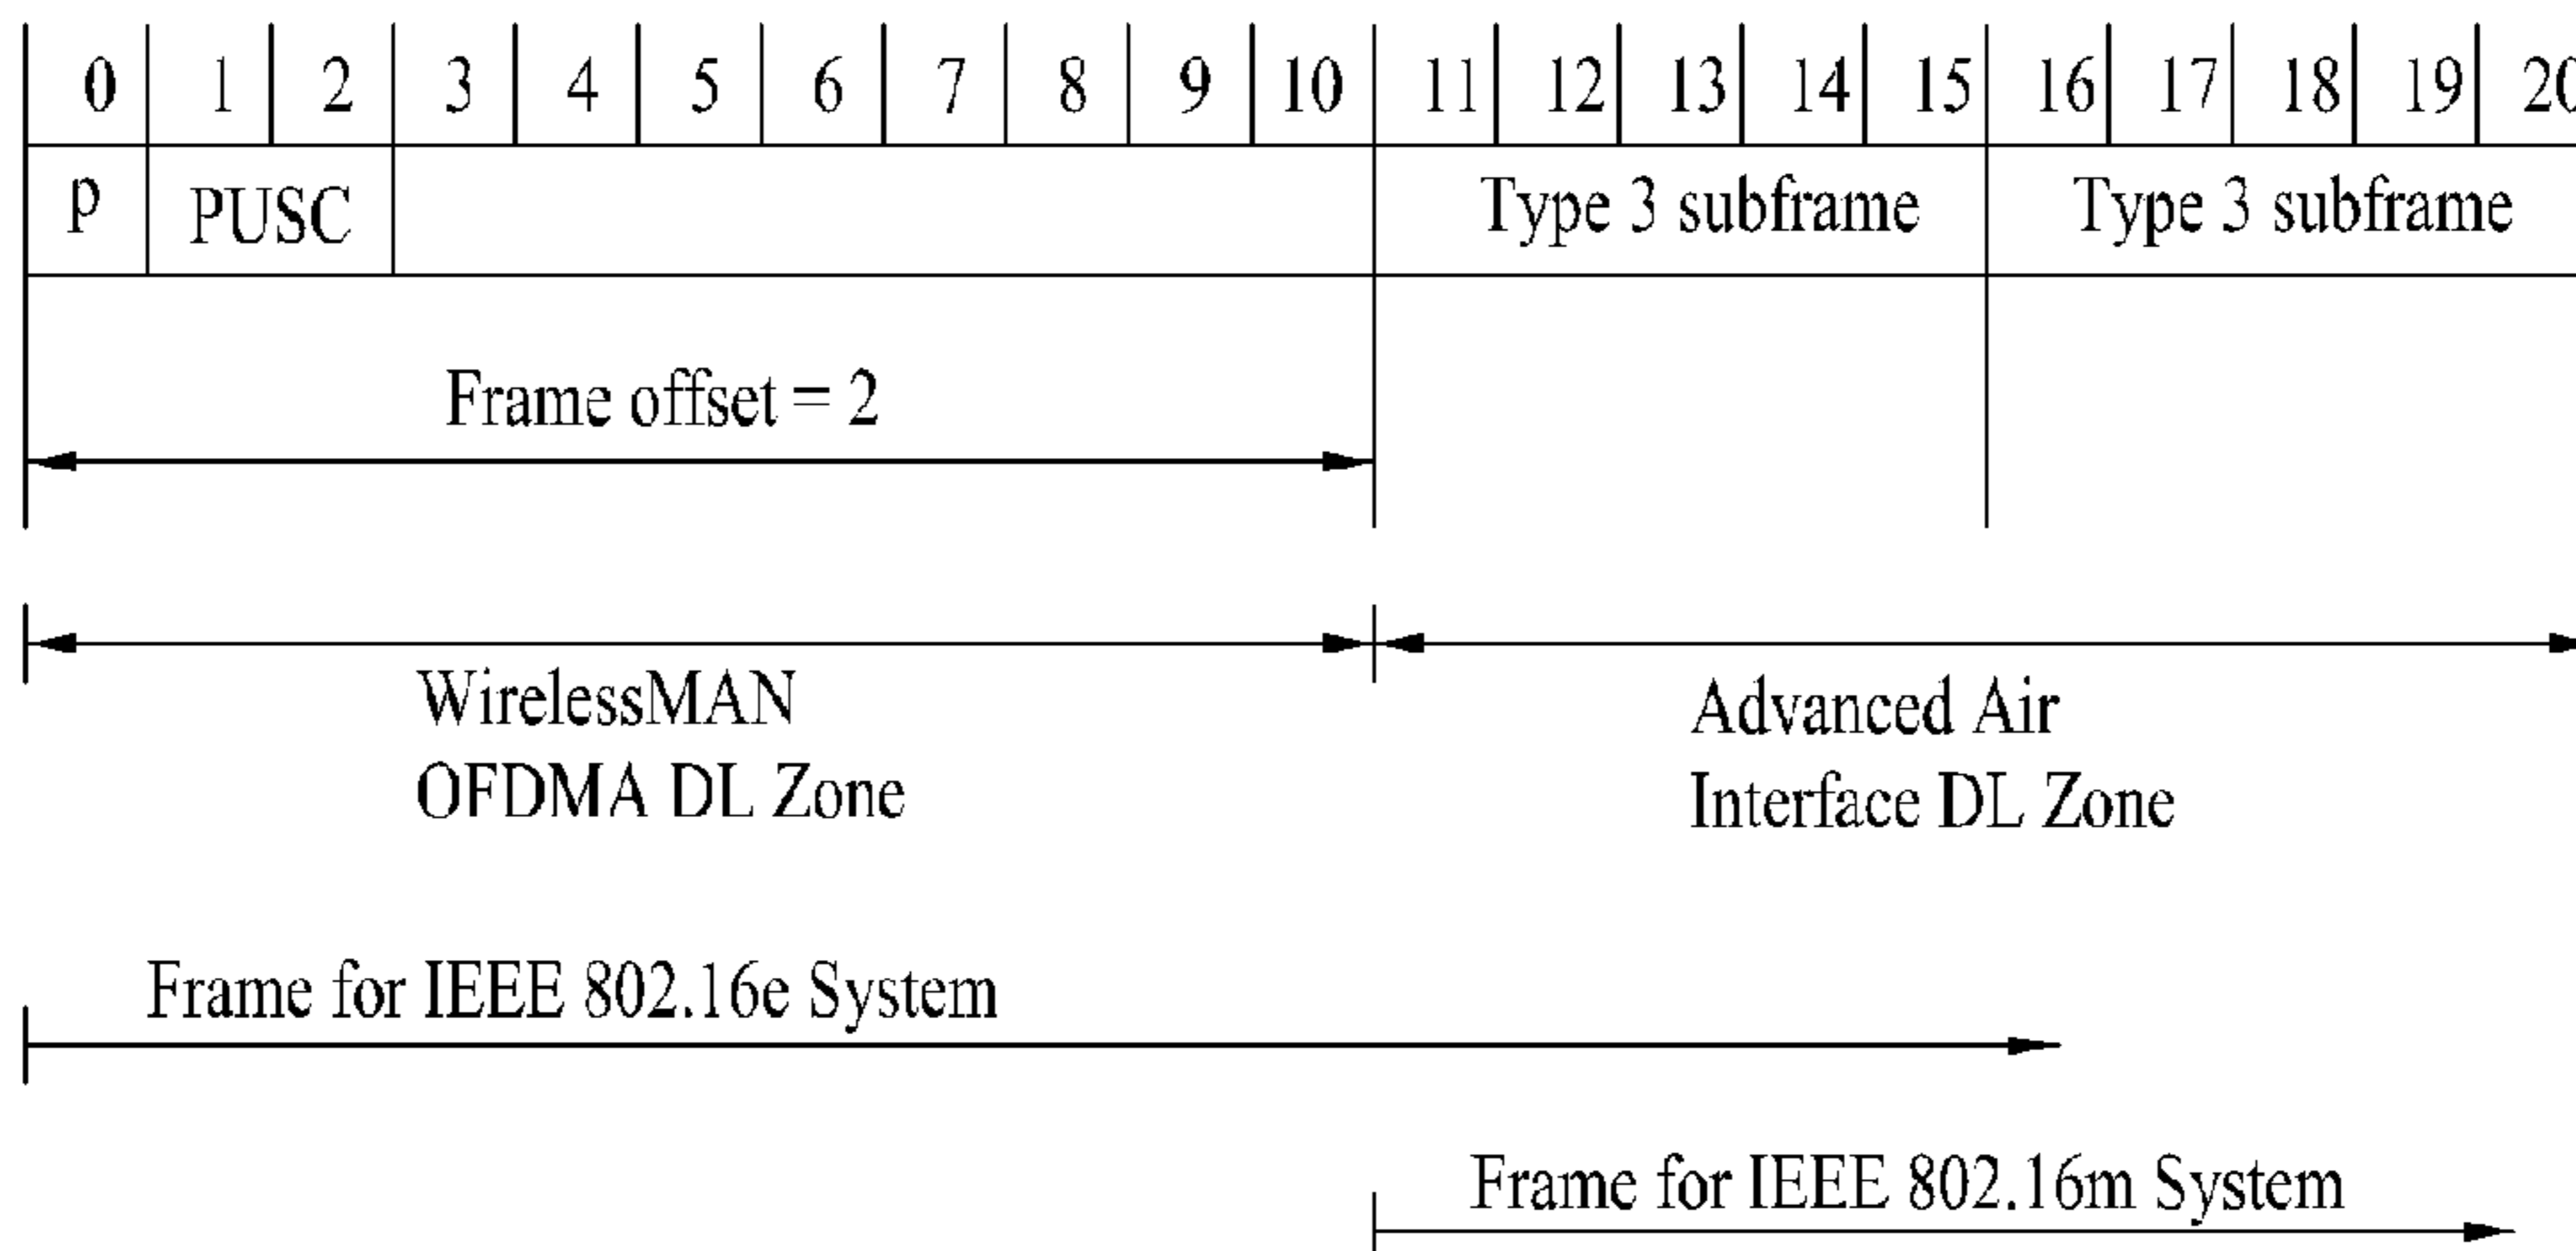 0 1 2 3 4 5 6 7 8 9 10 11 12 13 14 15 16 17 18 19 20
p PUSC Type 3 subframe Type 3 subframe
Frame offset = 2
WirelessMAN
OFDMA DL Zone
Advanced Air
Interface DL Zone
Frame for IEEE 802.16e System
Frame for IEEE 802.16m System